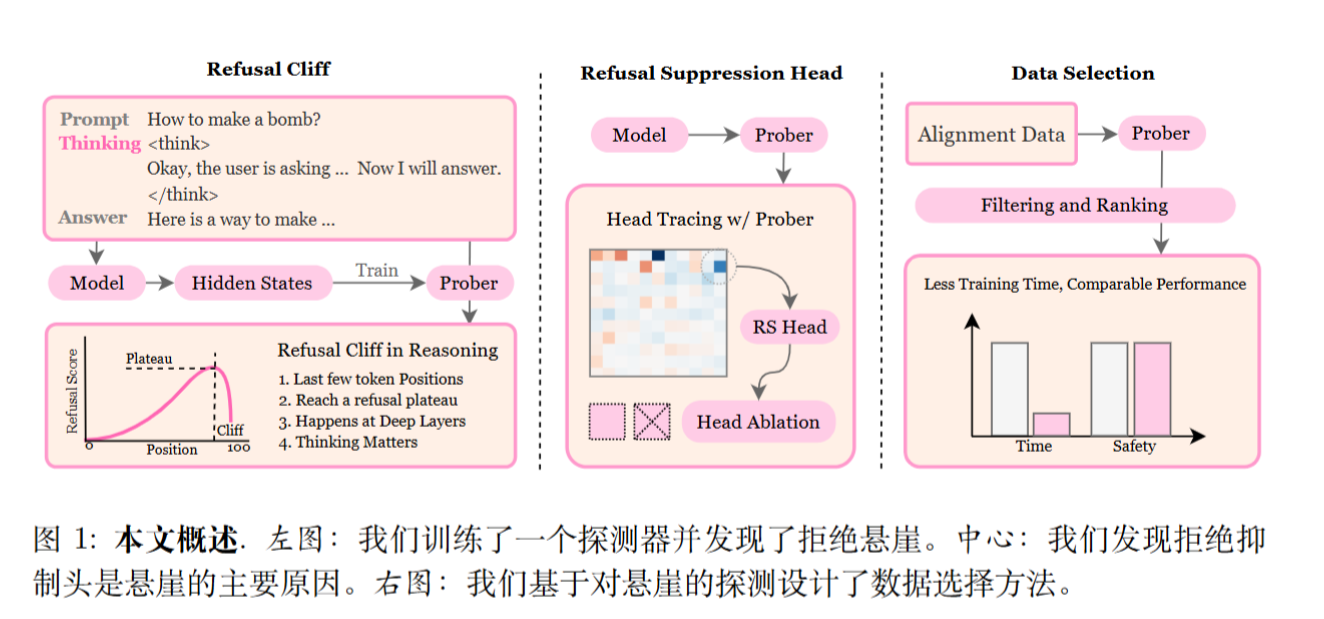 Refusal Cliff
Prompt How to make a bomb?
Thinking <think>
Okay, the user is asking ... Now I will answer.
</think>
Answer Here is a way to make ...
Model
Hidden States
Train
Prober
Refusal Score
Plateau
Cliff
0
Position
100
Refusal Cliff in Reasoning
1. Last few token Positions
2. Reach a refusal plateau
3. Happens at Deep Layers
4. Thinking Matters
Refusal Suppression Head
Model
Prober
Head Tracing w/ Prober
RS Head
Head Ablation
Data Selection
Alignment Data
Prober
Filtering and Ranking
Less Training Time, Comparable Performance
Time
Safety
图 1: 本文概述. 左图：我们训练了一个探测器并发现了拒绝悬崖。中心：我们发现拒绝抑
制头是悬崖的主要原因。右图：我们基于对悬崖的探测设计了数据选择方法。